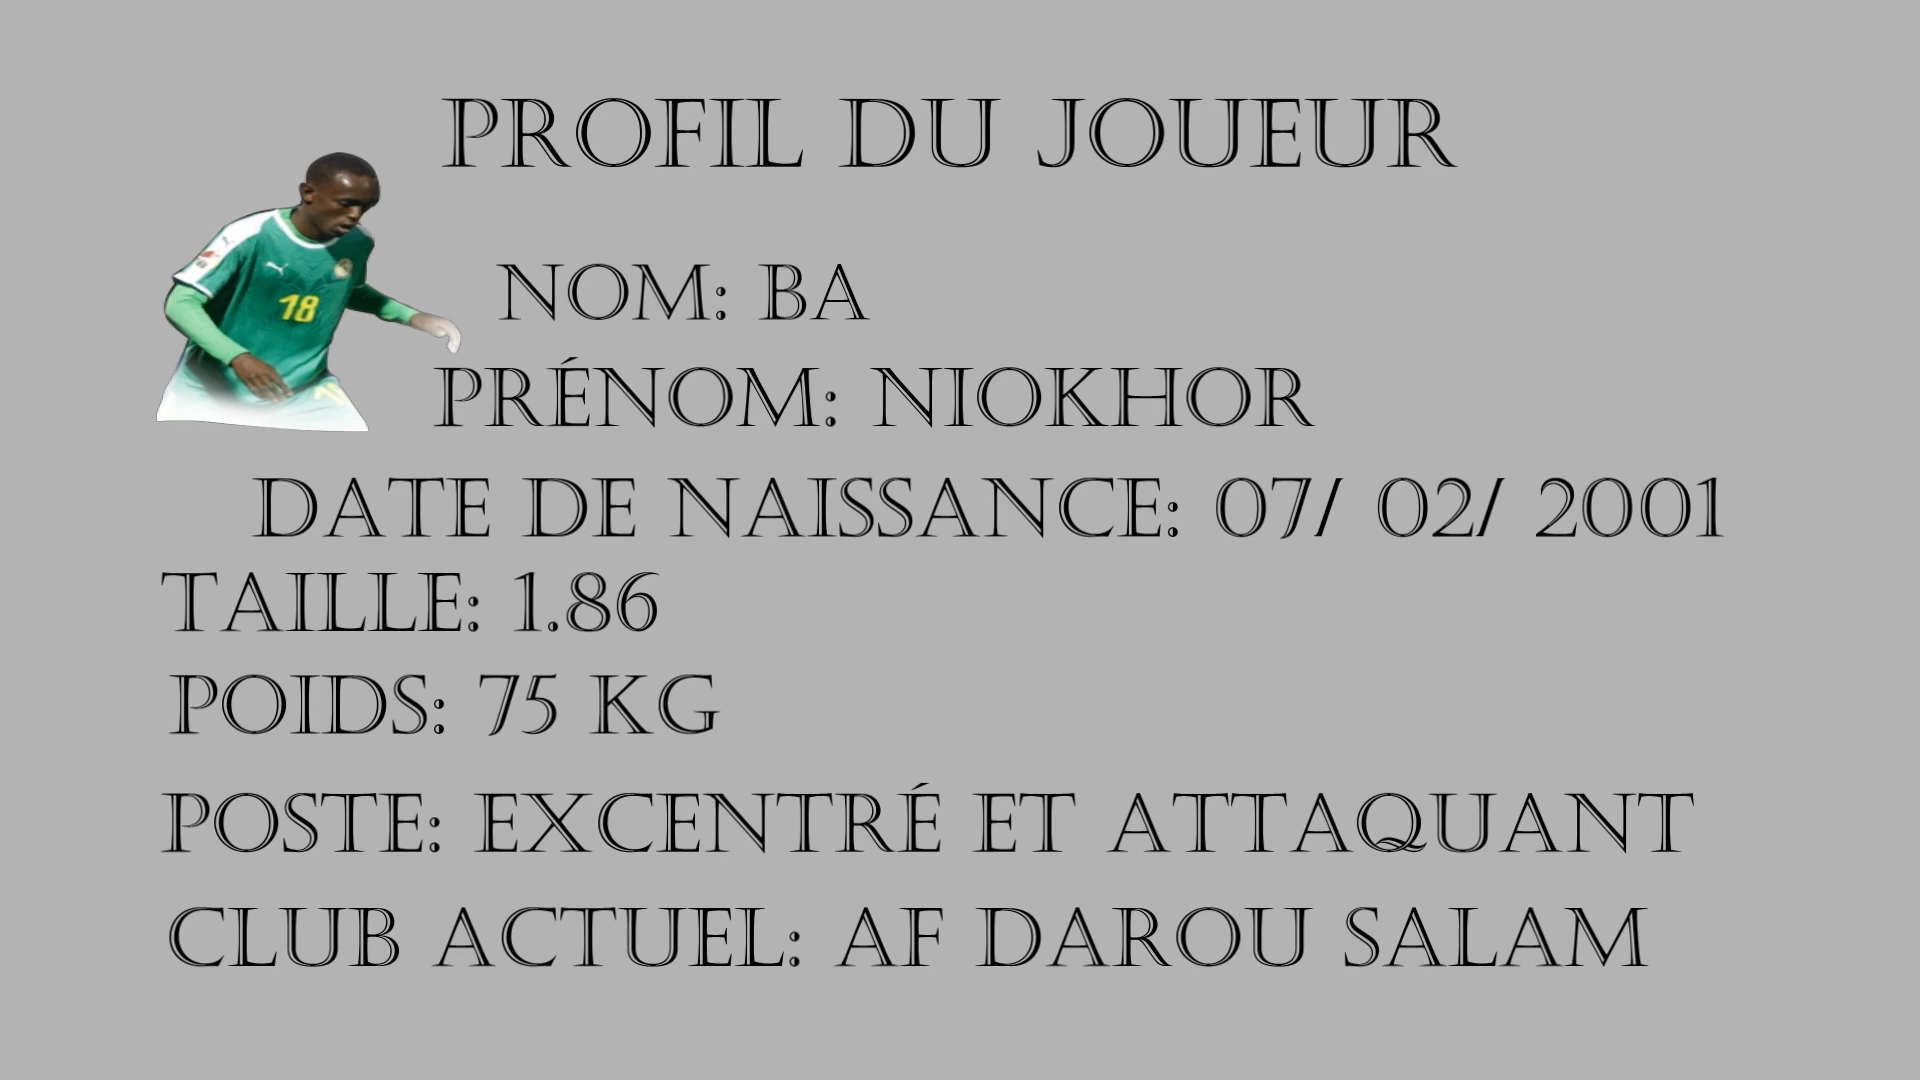 PROFIL DU JOUEUR
18
NOM: BA
PRÉNOM: NIOKHOR
DATE DE NAISSANCE: 07/ 02/ 2001
TAILLE: 1.86
POIDS: 75 KG
POSTE: EXCENTRÉ ET ATTAQUANT
CLUB ACTUEL: AF DAROU SALAM